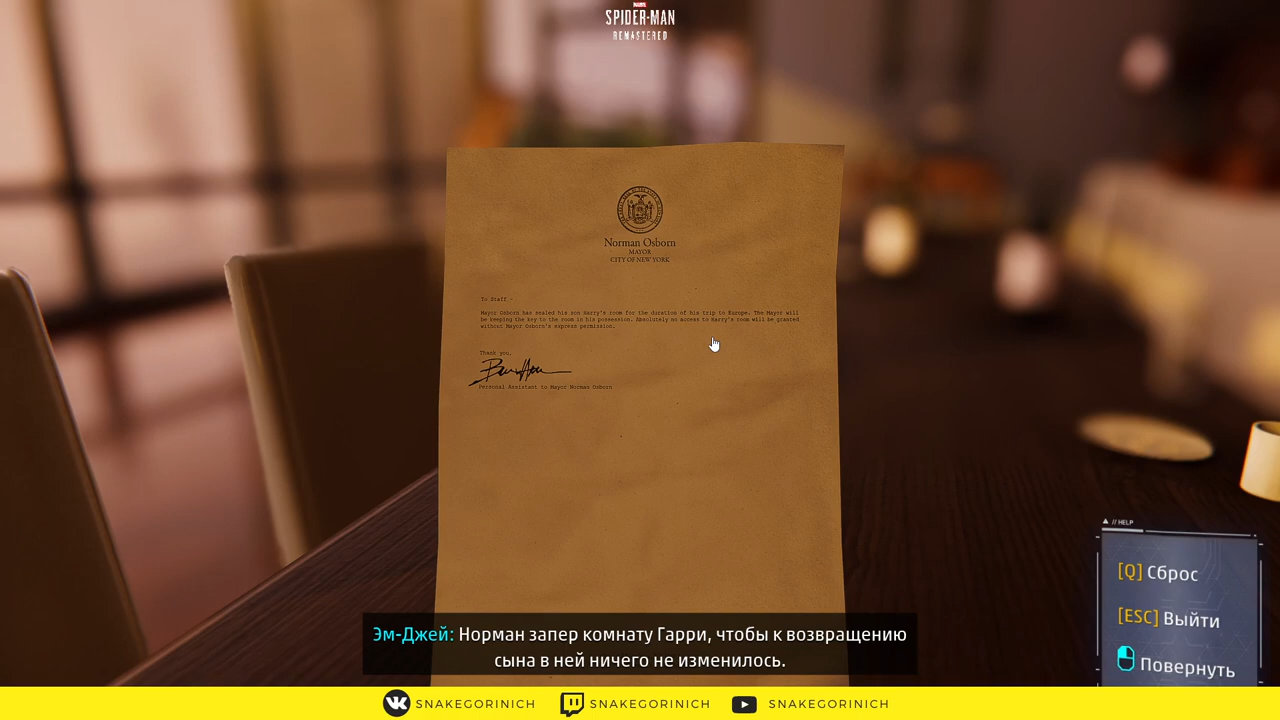 MARVEL
SPIDER-MAN
REMASTERED
Norman Osborn
MAYOR
CITY OF NEW YORK
To Staff,-
Mayor Osborn has sealed his son Harry's room for the duration of his trip to Europe. The Mayor will
be keeping the key to the room in his possession. Absolutely no access to Harry's room will be granted
without Mayor Osborn's express permission.
Thank you,
Personal Assistant to Mayor Norman Osborn
// HELP
[Q] Сброс
[ESC] Выйти
Повернуть
Эм-Джей: Норман запер комнату Гарри, чтобы к возвращению
сына в ней ничего не изменилось.
SNAKEGORINICH SNAKEGORINICH SNAKEGORINICH